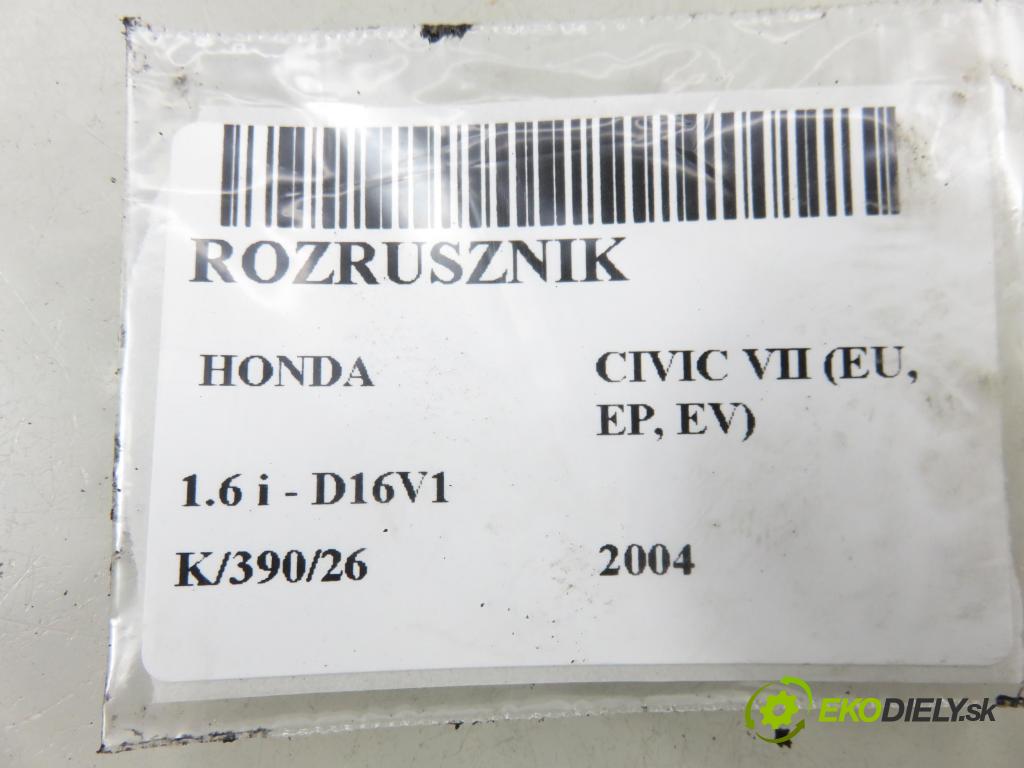 ROZRUSZNIK
HONDA
CIVIC VII (EU,
EP, EV)
1.6 i - D16V1
K/390/26
2004
EKODIELY.sk